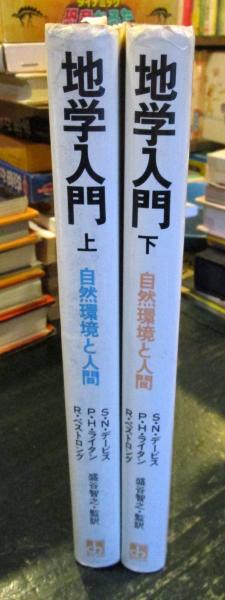 地学入門 上
自然環境と人間
S・N・デービス
P・H・ライタン
R・ペストロング
盛谷智之・監訳
地学入門 下
自然環境と人間
S・N・デービス
P・H・ライタン
R・ペストロング
盛谷智之・監訳